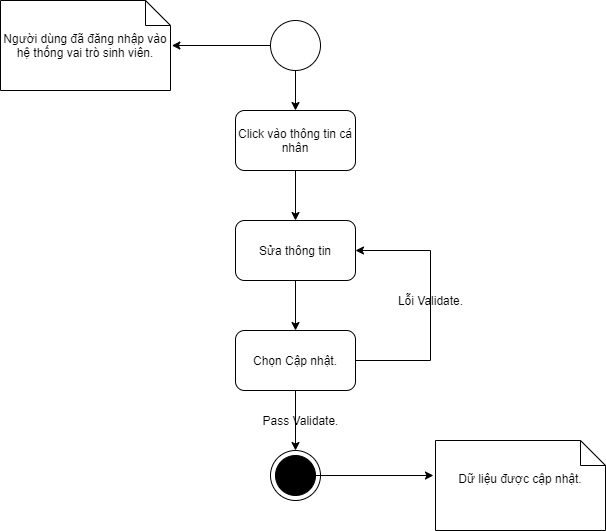 Người dùng đã đăng nhập vào
hệ thống vai trò sinh viên.
Click vào thông tin cá
nhân
Sửa thông tin
Lỗi Validate.
Chọn Cập nhật.
Pass Validate.
Dữ liệu được cập nhật.